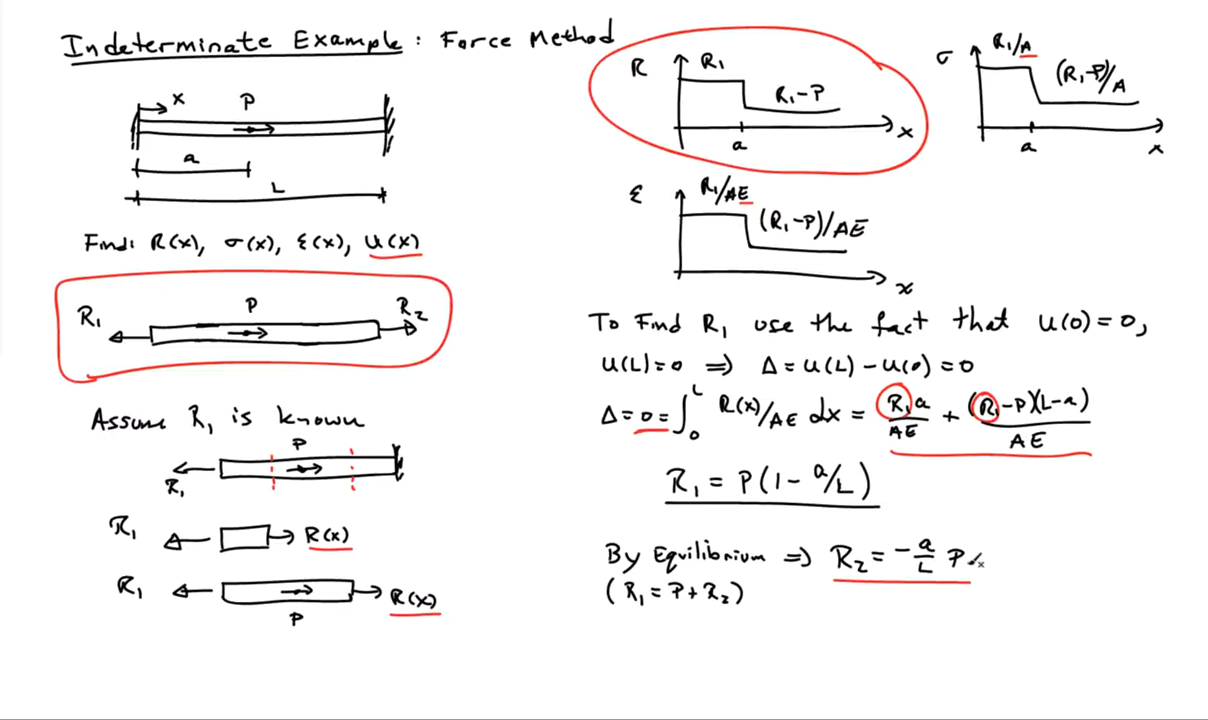 Indeterminate Example: Force Method
x
P
a
L
Find: R(x), σ(x), ε(x), u(x)
R₁
P
R₂
Assume R₁ is known
P
R₁
R₁
R(x)
R₁
R(x)
P
R
R₁
R₁-P
a
x
σ
R₁/A
(R₁-P)/A
a
x
ε
R₁/AE
(R₁-P)/AE
x
To Find R₁ use the fact that u(0)=0,
u(L)=0 ⇒ Δ=u(L)-u(0)=0
Δ=0=∫₀ᴸ R(x)/AE dx = R₁a/AE + (R₁-P)(L-a)/AE
R₁ = P(1-a/L)
By Equilibrium ⇒ R₂=-a/L P
(R₁=P+R₂)